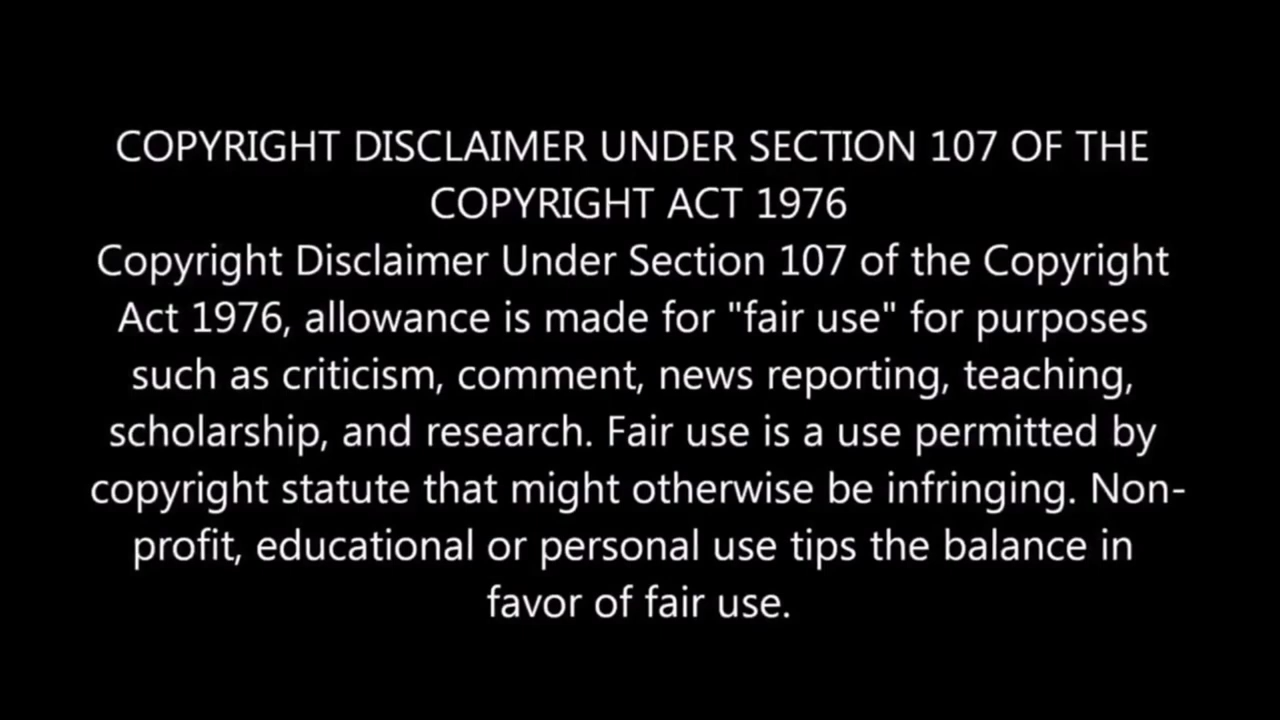 COPYRIGHT DISCLAIMER UNDER SECTION 107 OF THE
COPYRIGHT ACT 1976
Copyright Disclaimer Under Section 107 of the Copyright
Act 1976, allowance is made for "fair use" for purposes
such as criticism, comment, news reporting, teaching,
scholarship, and research. Fair use is a use permitted by
copyright statute that might otherwise be infringing. Non-
profit, educational or personal use tips the balance in
favor of fair use.